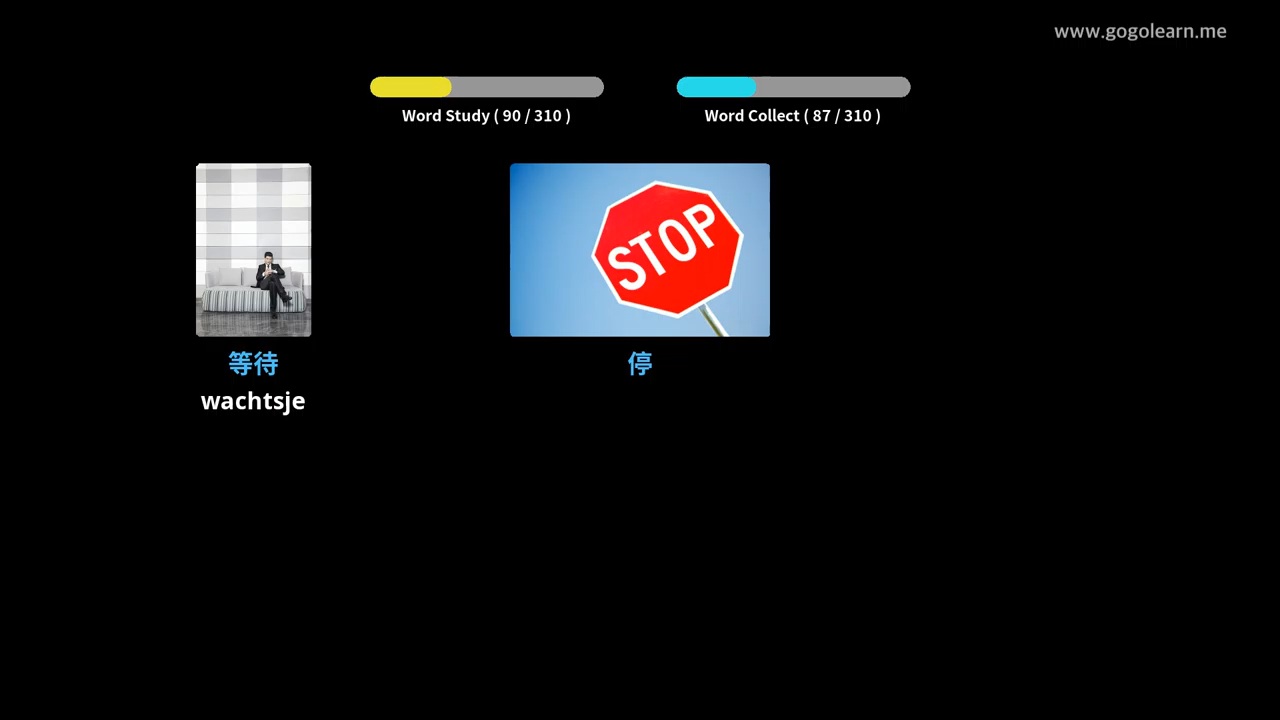 www.gogolearn.me
Word Study ( 90 / 310 )
Word Collect ( 87 / 310 )
STOP
等待
停
wachtsje